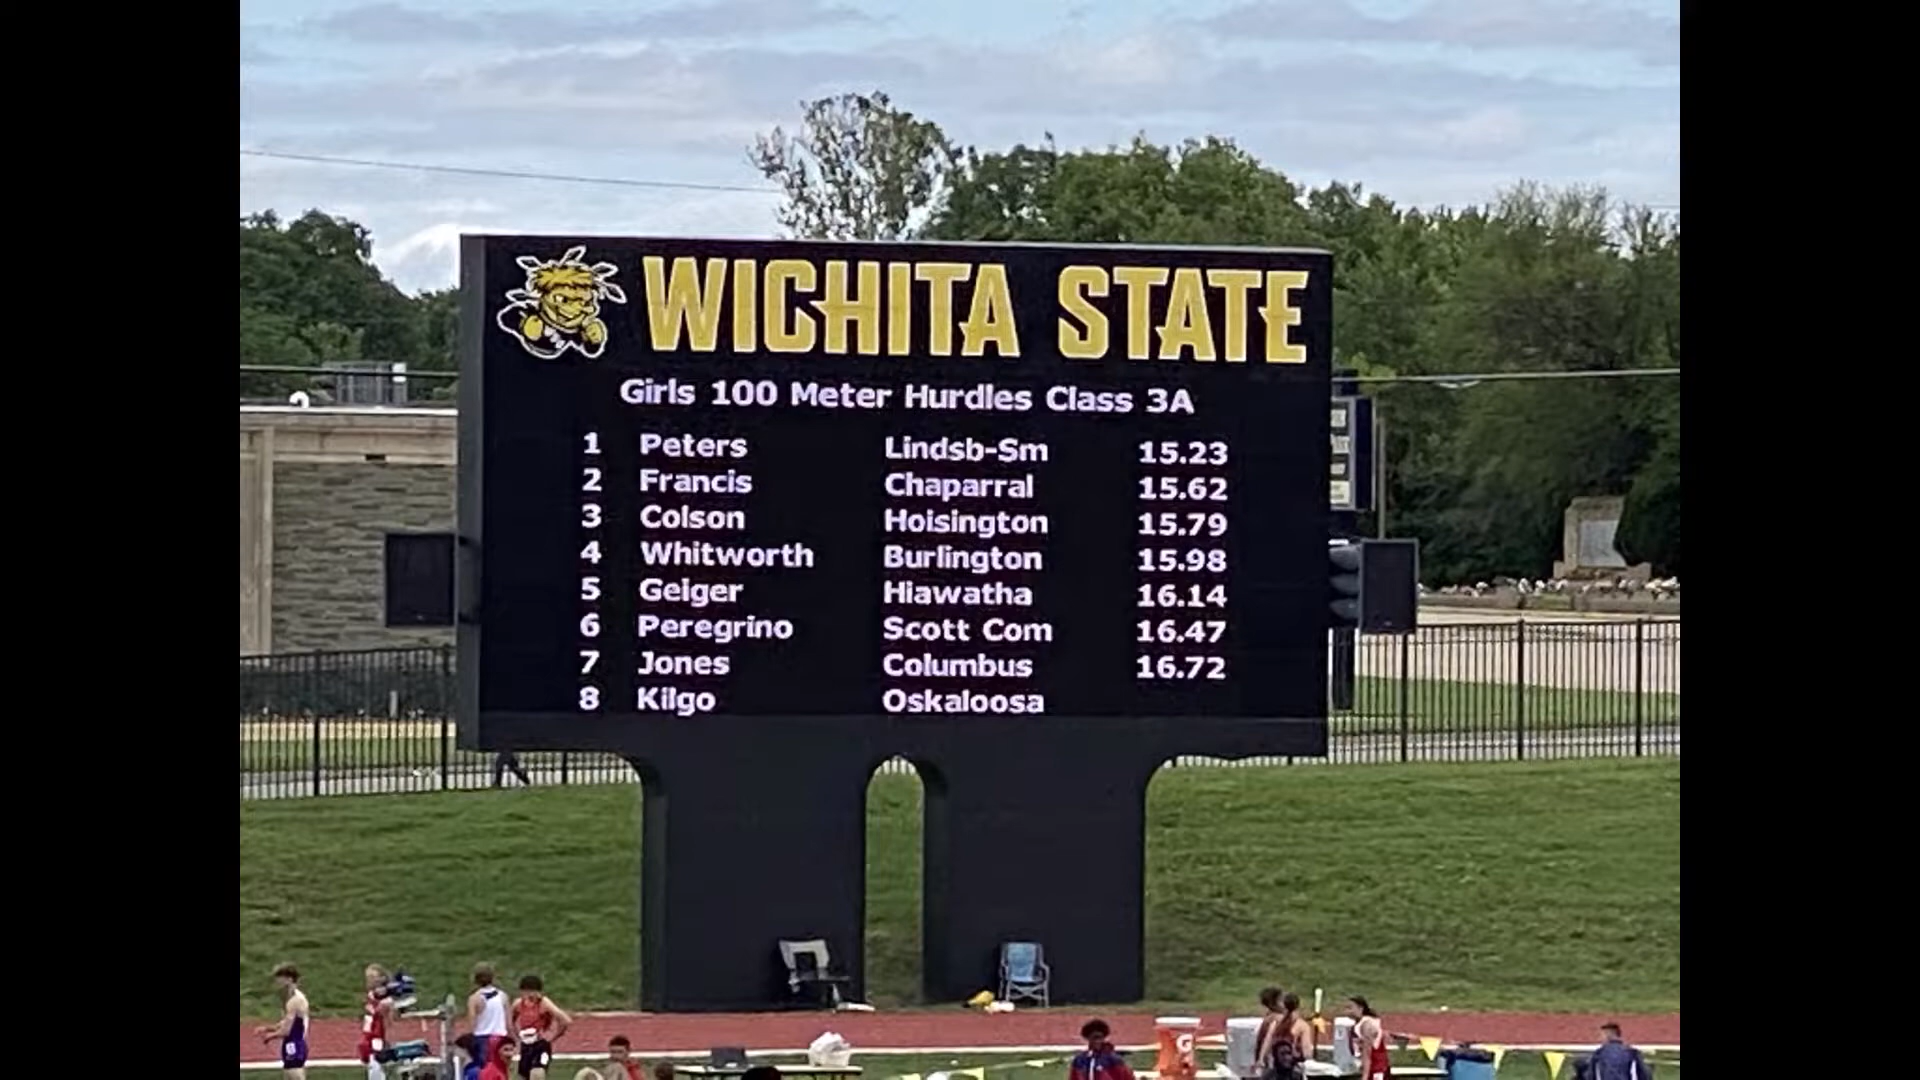 WICHITA STATE
Girls 100 Meter Hurdles Class 3A
1 Peters Lindsb-Sm 15.23
2 Francis Chaparral 15.62
3 Colson Hoisington 15.79
4 Whitworth Burlington 15.98
5 Geiger Hiawatha 16.14
6 Peregrino Scott Com 16.47
7 Jones Columbus 16.72
8 Kilgo Oskaloosa